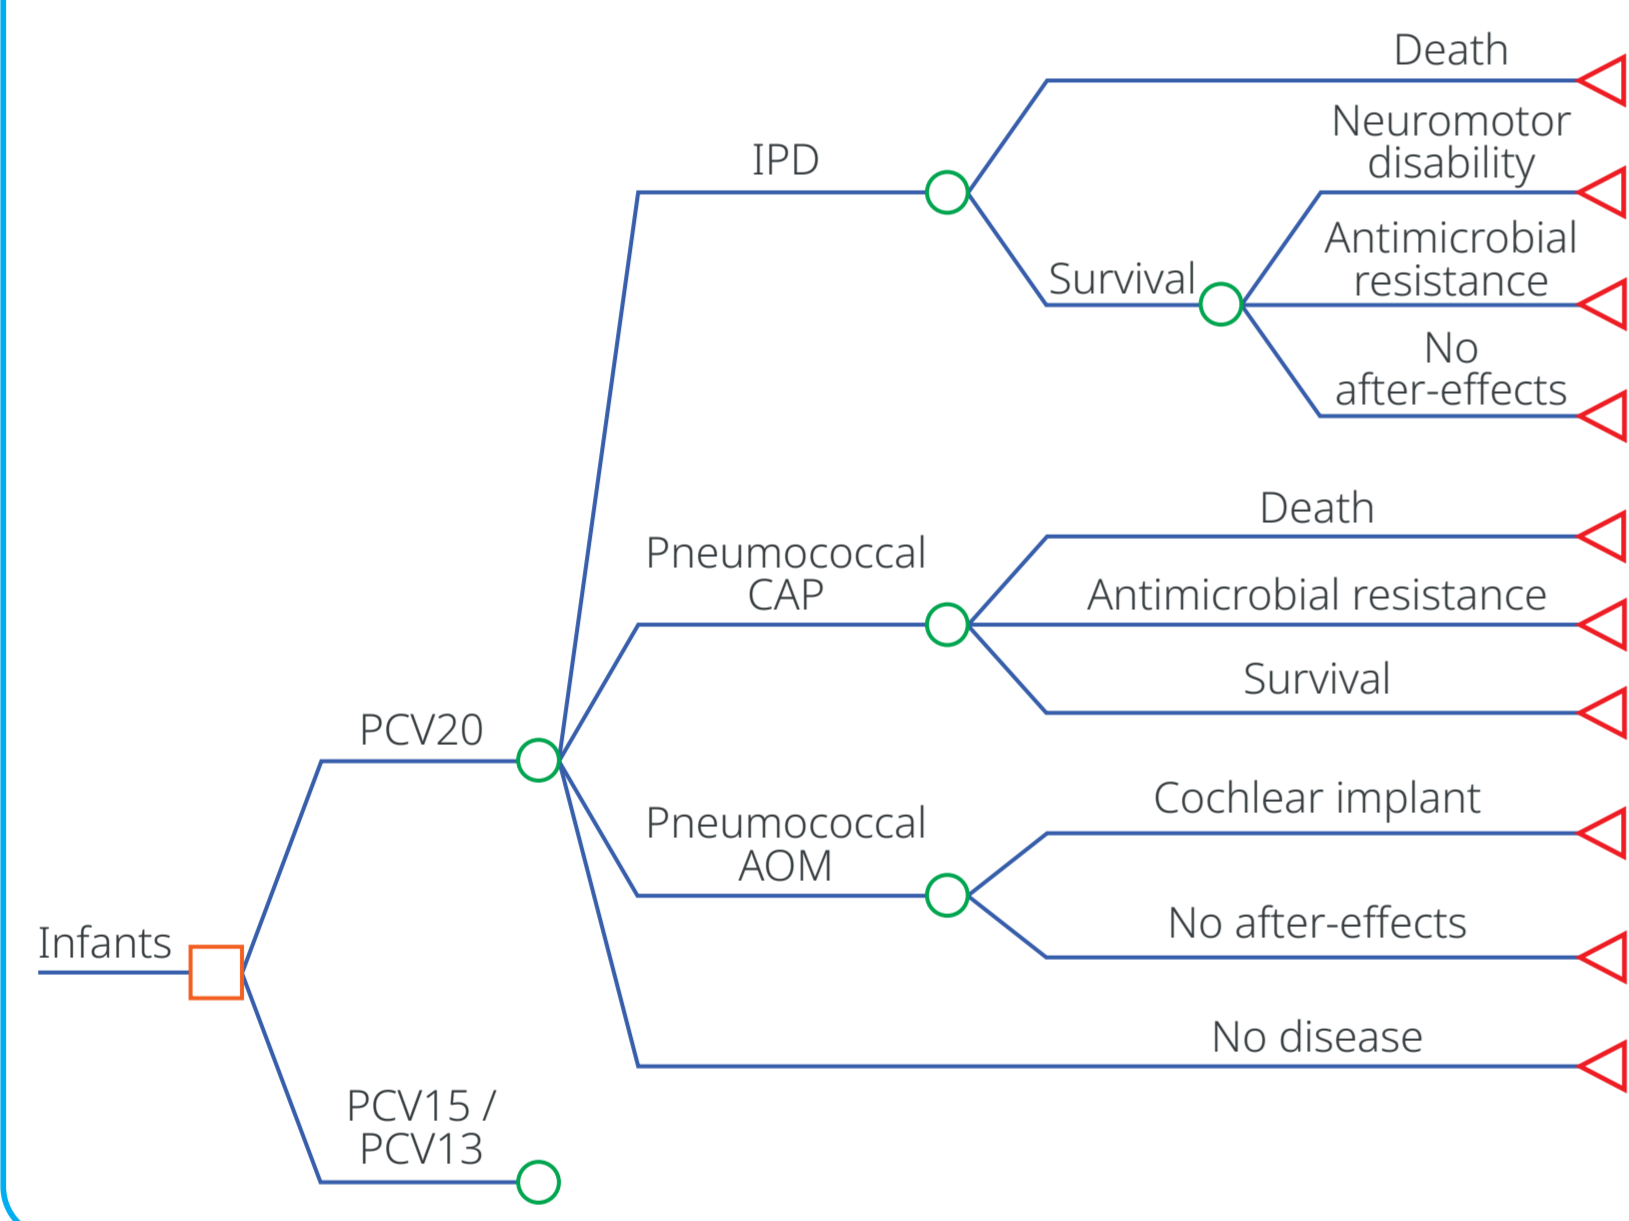 Death
Neuromotor
disability
IPD
Antimicrobial
resistance
Survival
No
after-effects
Death
Pneumococcal
CAP
Antimicrobial resistance
Survival
PCV20
Cochlear implant
Pneumococcal
AOM
No after-effects
Infants
No disease
PCV15 /
PCV13